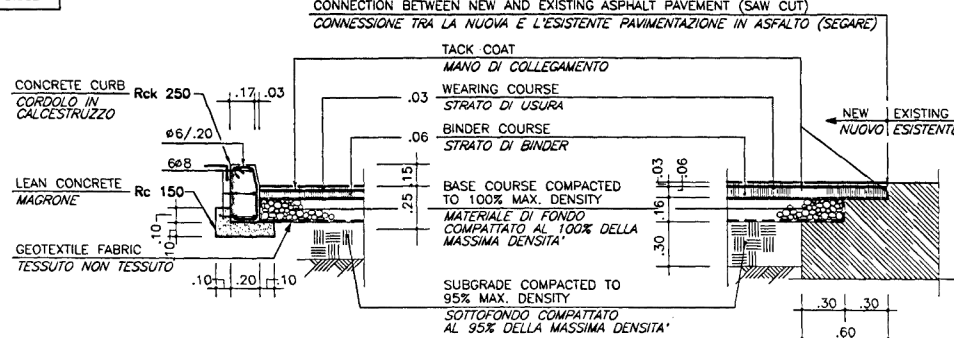 CONNECTION BETWEEN NEW AND EXISTING ASPHALT PAVEMENT (SAW CUT)
CONNESSIONE TRA LA NUOVA E L'ESISTENTE PAVIMENTAZIONE IN ASFALTO (SEGARE)
TACK COAT
MANO DI COLLEGAMENTO
CONCRETE CURB Rck 250
CORDOLO IN
CALCESTRUZZO
.17 .03
.03
WEARING COURSE
STRATO DI USURA
NEW EXISTING
NUOVO ESISTENT
ø6/.20
.06
BINDER COURSE
STRATO DI BINDER
6ø8
.15
.03
.06
LEAN CONCRETE Rc 150
MAGRONE
.25
BASE COURSE COMPACTED
TO 100% MAX. DENSITY
MATERIALE DI FONDO
COMPATTATO AL 100% DELLA
MASSIMA DENSITA'
.16
.10
.10
.30
GEOTEXTILE FABRIC
TESSUTO NON TESSUTO
.10 .20 .10
SUBGRADE COMPACTED TO
95% MAX. DENSITY
SOTTOFONDO COMPATTATO
AL 95% DELLA MASSIMA DENSITA'
.30 .30
.60